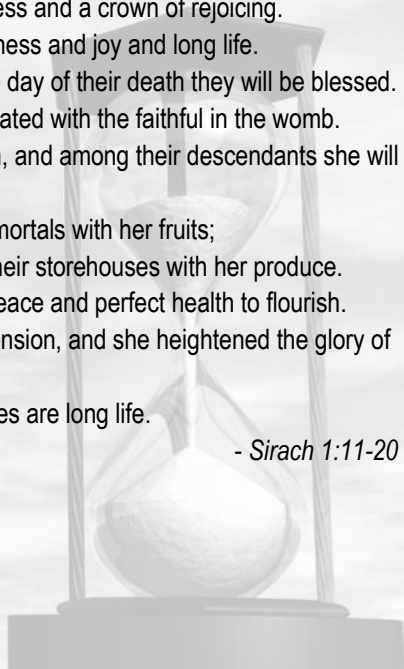 ess and a crown of rejoicing.
ness and joy and long life.
day of their death they will be blessed.
ated with the faithful in the womb.
, and among their descendants she will
mortals with her fruits;
heir storehouses with her produce.
eace and perfect health to flourish.
ension, and she heightened the glory of
es are long life.
- Sirach 1:11-20